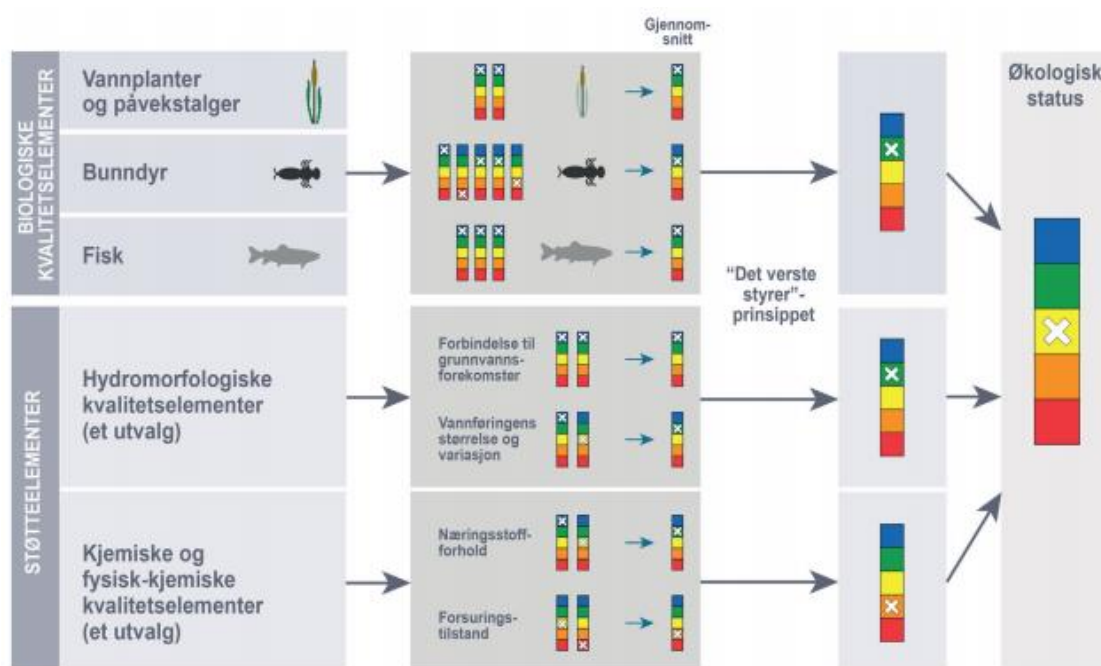 Gjennom-
snitt
BIOLOGISKE
KVALITETSELEMENTER
Vannplanter
og påvekstalger
Bunndyr
Fisk
Økologisk
status
"Det verste
styrer"-
prinsippet
STØTTEELEMENTER
Hydromorfologiske
kvalitetselementer
(et utvalg)
Forbindelse til
grunnvanns-
forekomster
Vannføringens
størrelse og
variasjon
Kjemiske og
fysisk-kjemiske
kvalitetselementer
(et utvalg)
Næringsstoff-
forhold
Forsurings-
tilstand